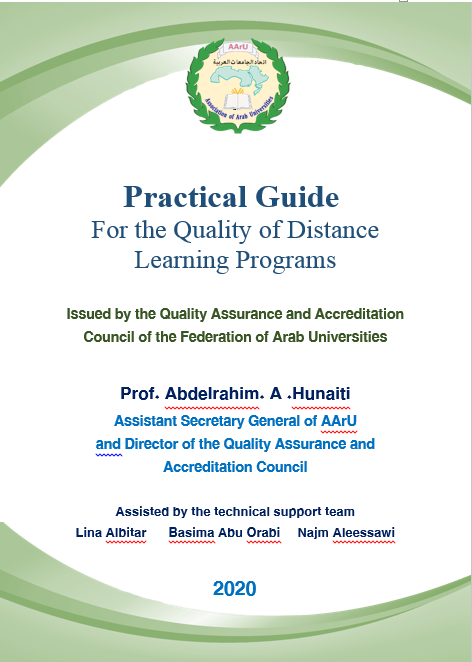 AArU
اتحاد الجامعات العربية
Association of Arab Universities
Practical Guide
For the Quality of Distance
Learning Programs
Issued by the Quality Assurance and Accreditation
Council of the Federation of Arab Universities
Prof. Abdelrahim. A .Hunaiti
Assistant Secretary General of AArU
and Director of the Quality Assurance and
Accreditation Council
Assisted by the technical support team
Lina Albitar Basima Abu Orabi Najm Aleessawi
2020